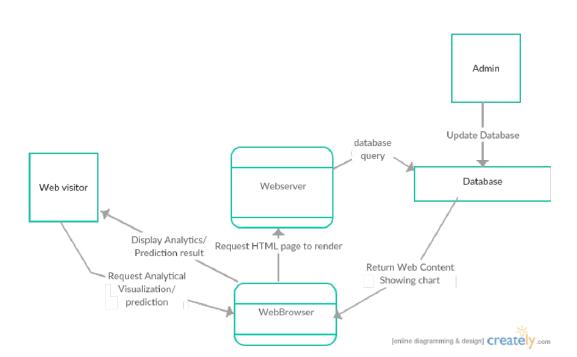 Admin
Update Database
database
query
Web visitor
Webserver
Database
Display Analytics/
Prediction result
Request HTML page to render
Request Analytical
Visualization/
prediction
Return Web Content
Showing chart
WebBrowser
[online diagramming & design] creately.com